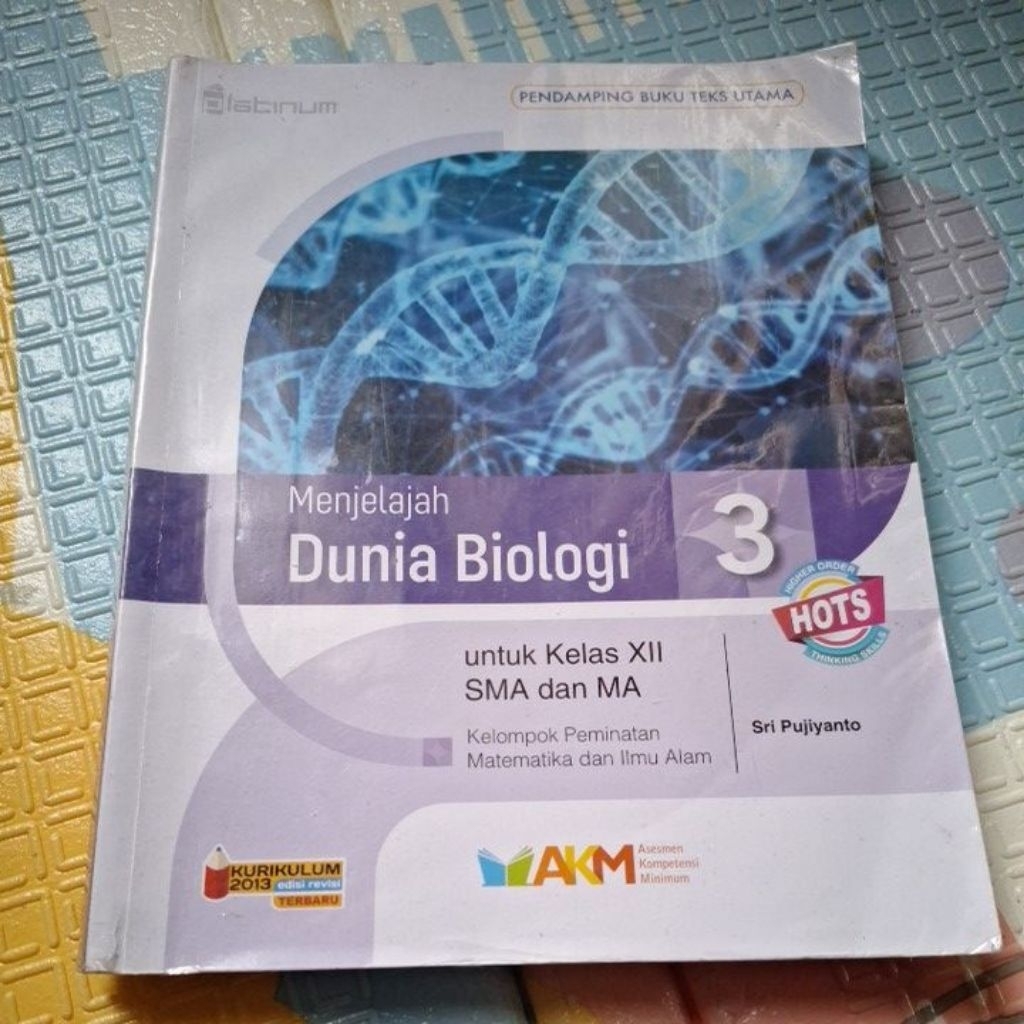 Platinum
PENDAMPING BUKU TEKS UTAMA
Menjelajah
Dunia Biologi
3
HIGHER ORDER
HOTS
THINKING SKILLS
untuk Kelas XII
SMA dan MA
Kelompok Peminatan
Matematika dan Ilmu Alam
Sri Pujiyanto
KURIKULUM
2013 edisi revisi
TERBARU
AKM
Asesmen
Kompetensi
Minimum